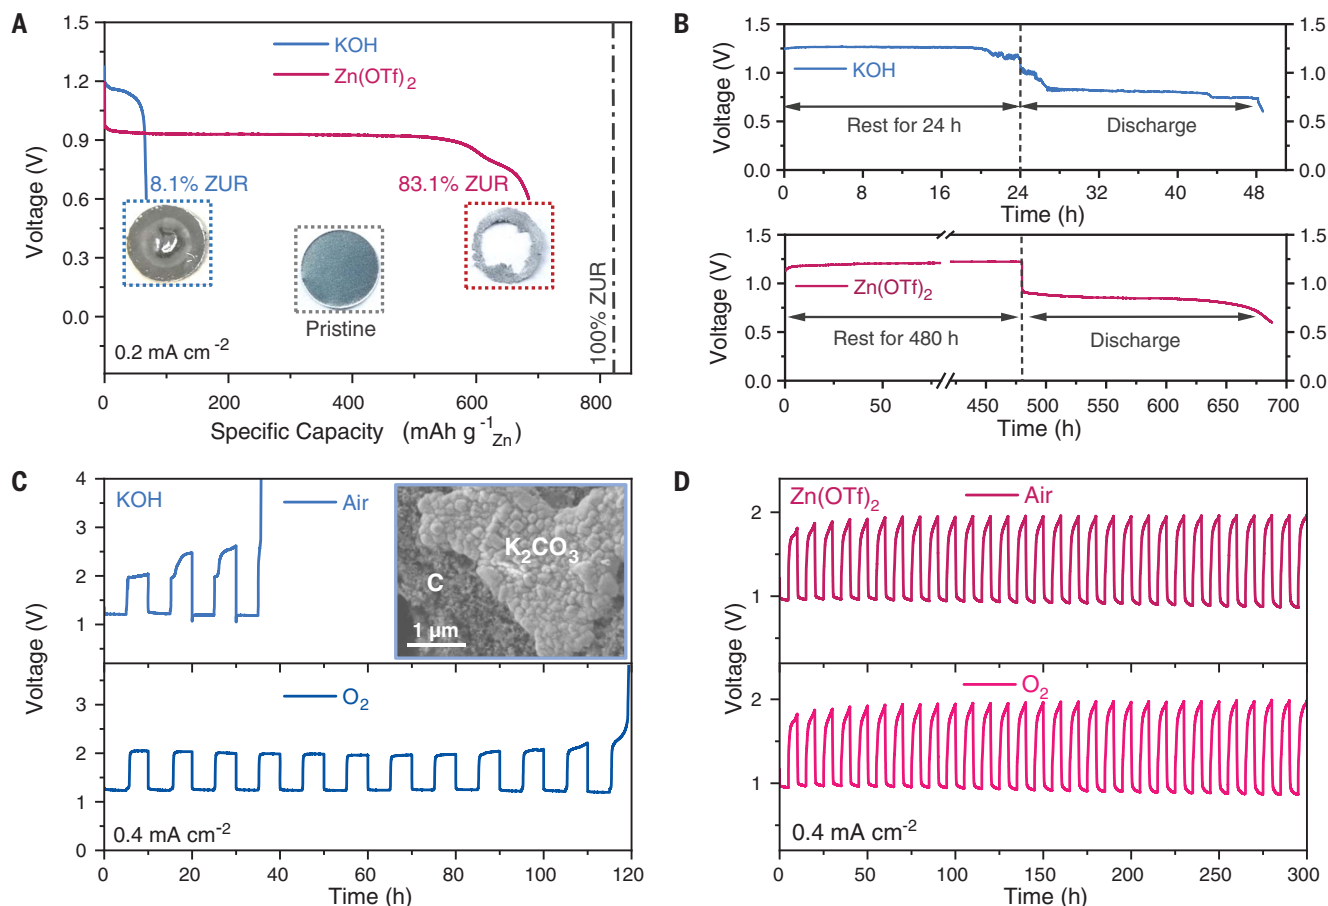 A
1.5
1.2
0.9
0.6
0.3
0.0
Voltage (V)
KOH
Zn(OTf)2
8.1% ZUR
83.1% ZUR
100% ZUR
Pristine
0.2 mA cm-2
0 200 400 600 800
Specific Capacity (mAh g-1Zn)
B
1.5
1.0
0.5
0.0
Voltage (V)
KOH
Rest for 24 h
Discharge
1.5
1.0
0.5
0.0
0 8 16 24 32 40 48
Time (h)
1.5
1.0
0.5
0.0
Voltage (V)
Zn(OTf)2
Rest for 480 h
Discharge
1.5
1.0
0.5
0.0
0 50 450 500 550 600 650 700
Time (h)
C
4
3
2
1
KOH
Air
K2CO3
C
1 μm
Voltage (V)
3
2
1
0
O2
0.4 mA cm-2
0 20 40 60 80 100 120
Time (h)
D
2
1
Zn(OTf)2
Air
Voltage (V)
2
1
O2
0.4 mA cm-2
0 25 50 75 100 125 150 175 200 225 250 275 300
Time (h)